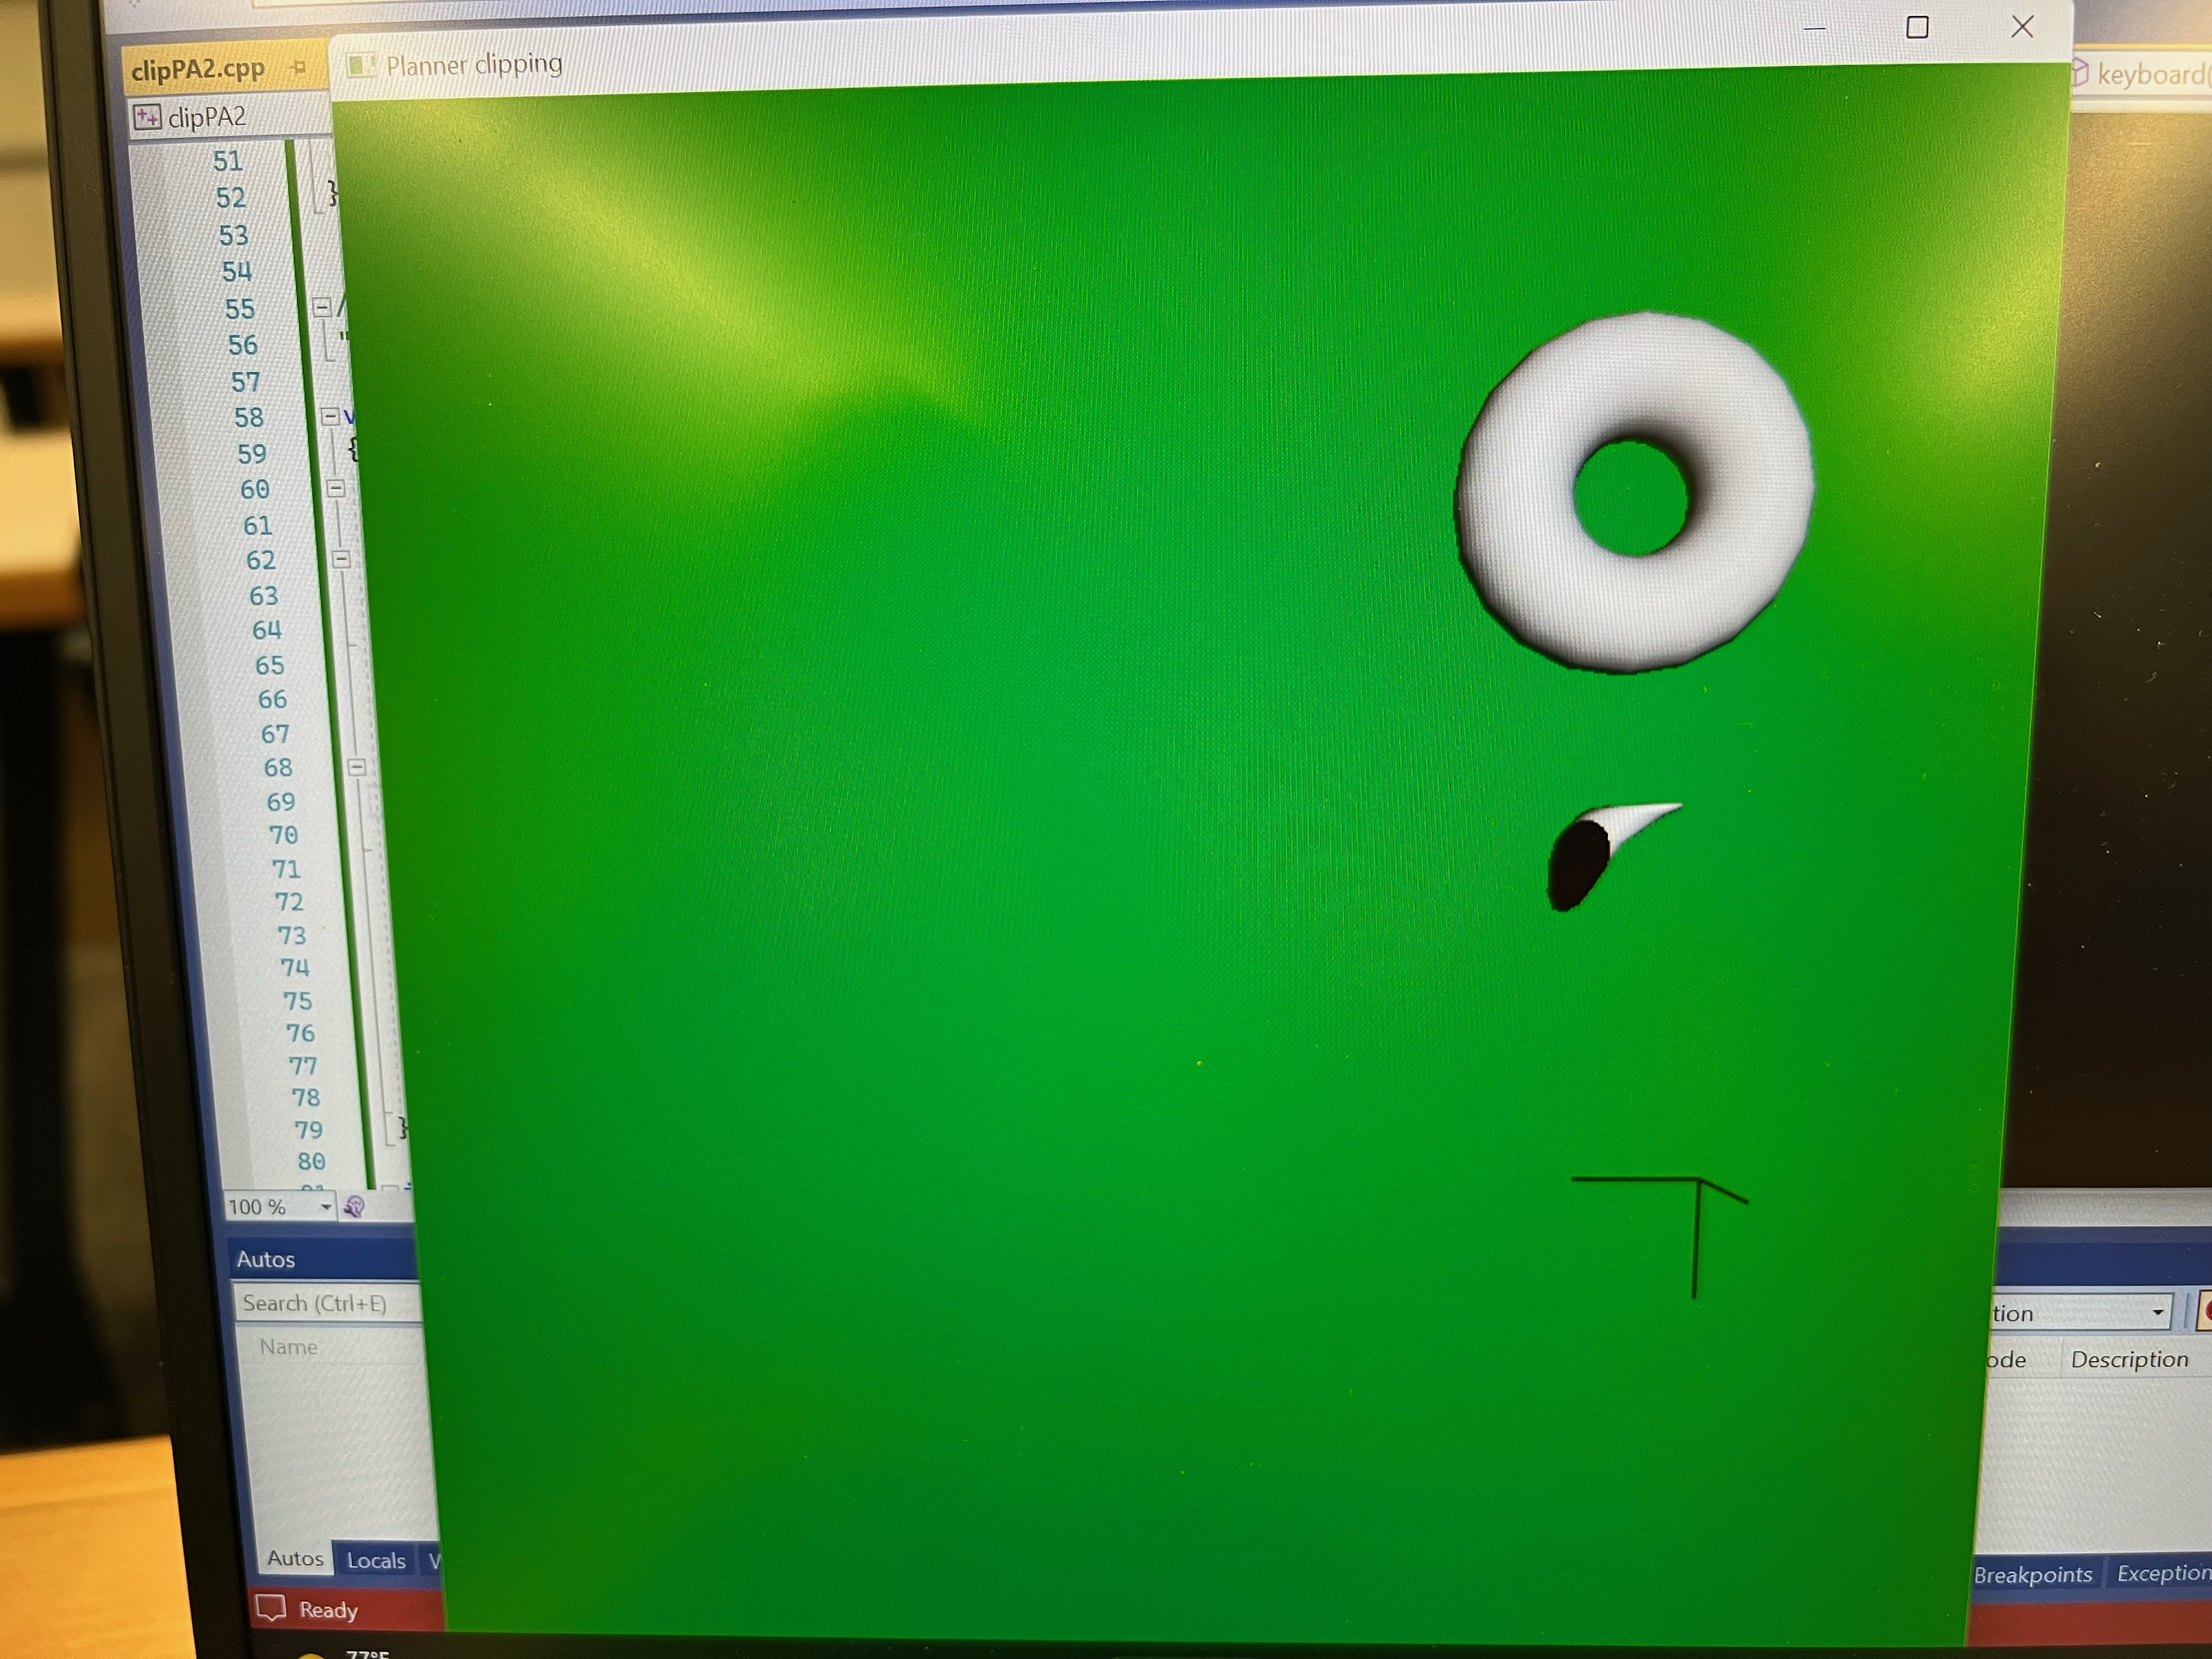 clipPA2.cpp
Planner clipping
keyboard(
clipPA2
51
52 }
53
54
55 /
56 "
57
58 v
59 {
60
61
62
63
64
65
66
67
68
69
70
71
72
73
74
75
76
77
78
79 }
80
100 %
Autos
Search (Ctrl+E)
tion
Name
ode Description
Autos Locals
Breakpoints Exception
Ready
77°F